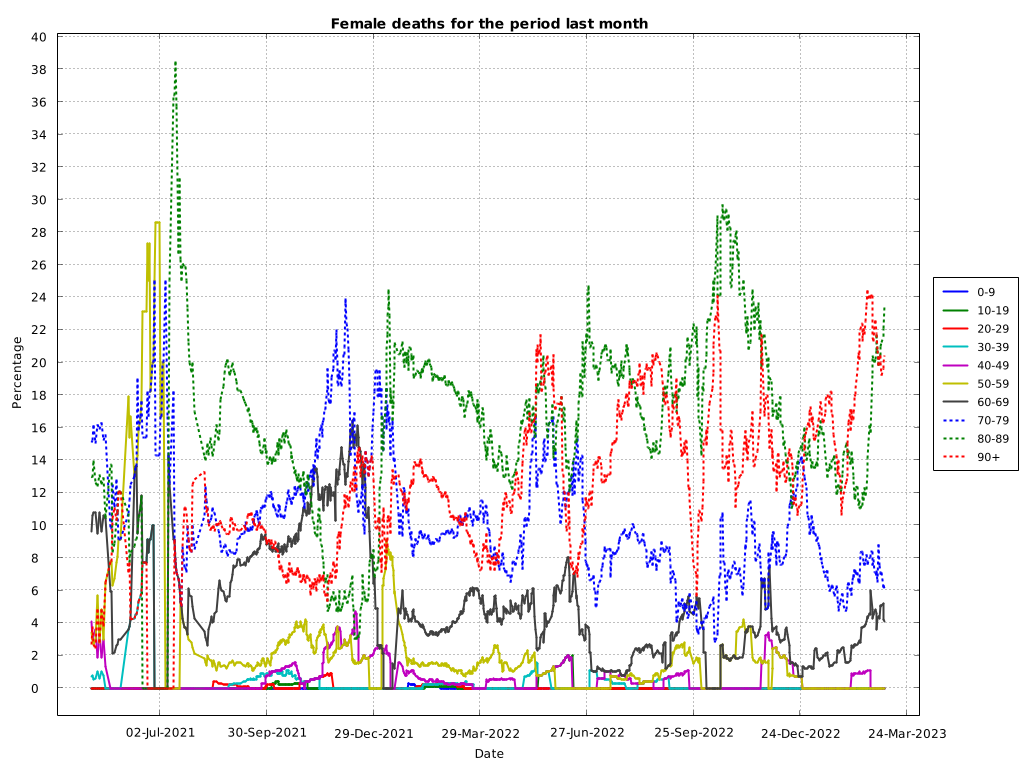 Female deaths for the period last month
Percentage
40
38
36
34
32
30
28
26
24
22
20
18
16
14
12
10
8
6
4
2
0
02-Jul-2021
30-Sep-2021
29-Dec-2021
29-Mar-2022
27-Jun-2022
25-Sep-2022
24-Dec-2022
24-Mar-2023
Date
0-9
10-19
20-29
30-39
40-49
50-59
60-69
70-79
80-89
90+